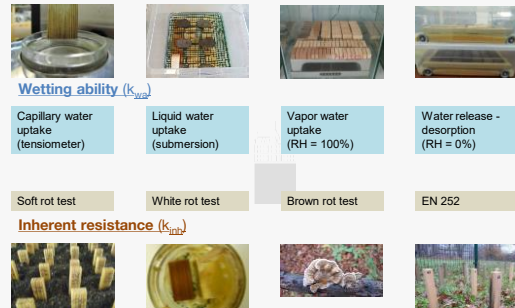 Wetting ability (kwa)
Capillary water
uptake
(tensiometer)
Liquid water
uptake
(submersion)
Vapor water
uptake
(RH = 100%)
Water release -
desorption
(RH = 0%)
Soft rot test
White rot test
Brown rot test
EN 252
Inherent resistance (kinh)